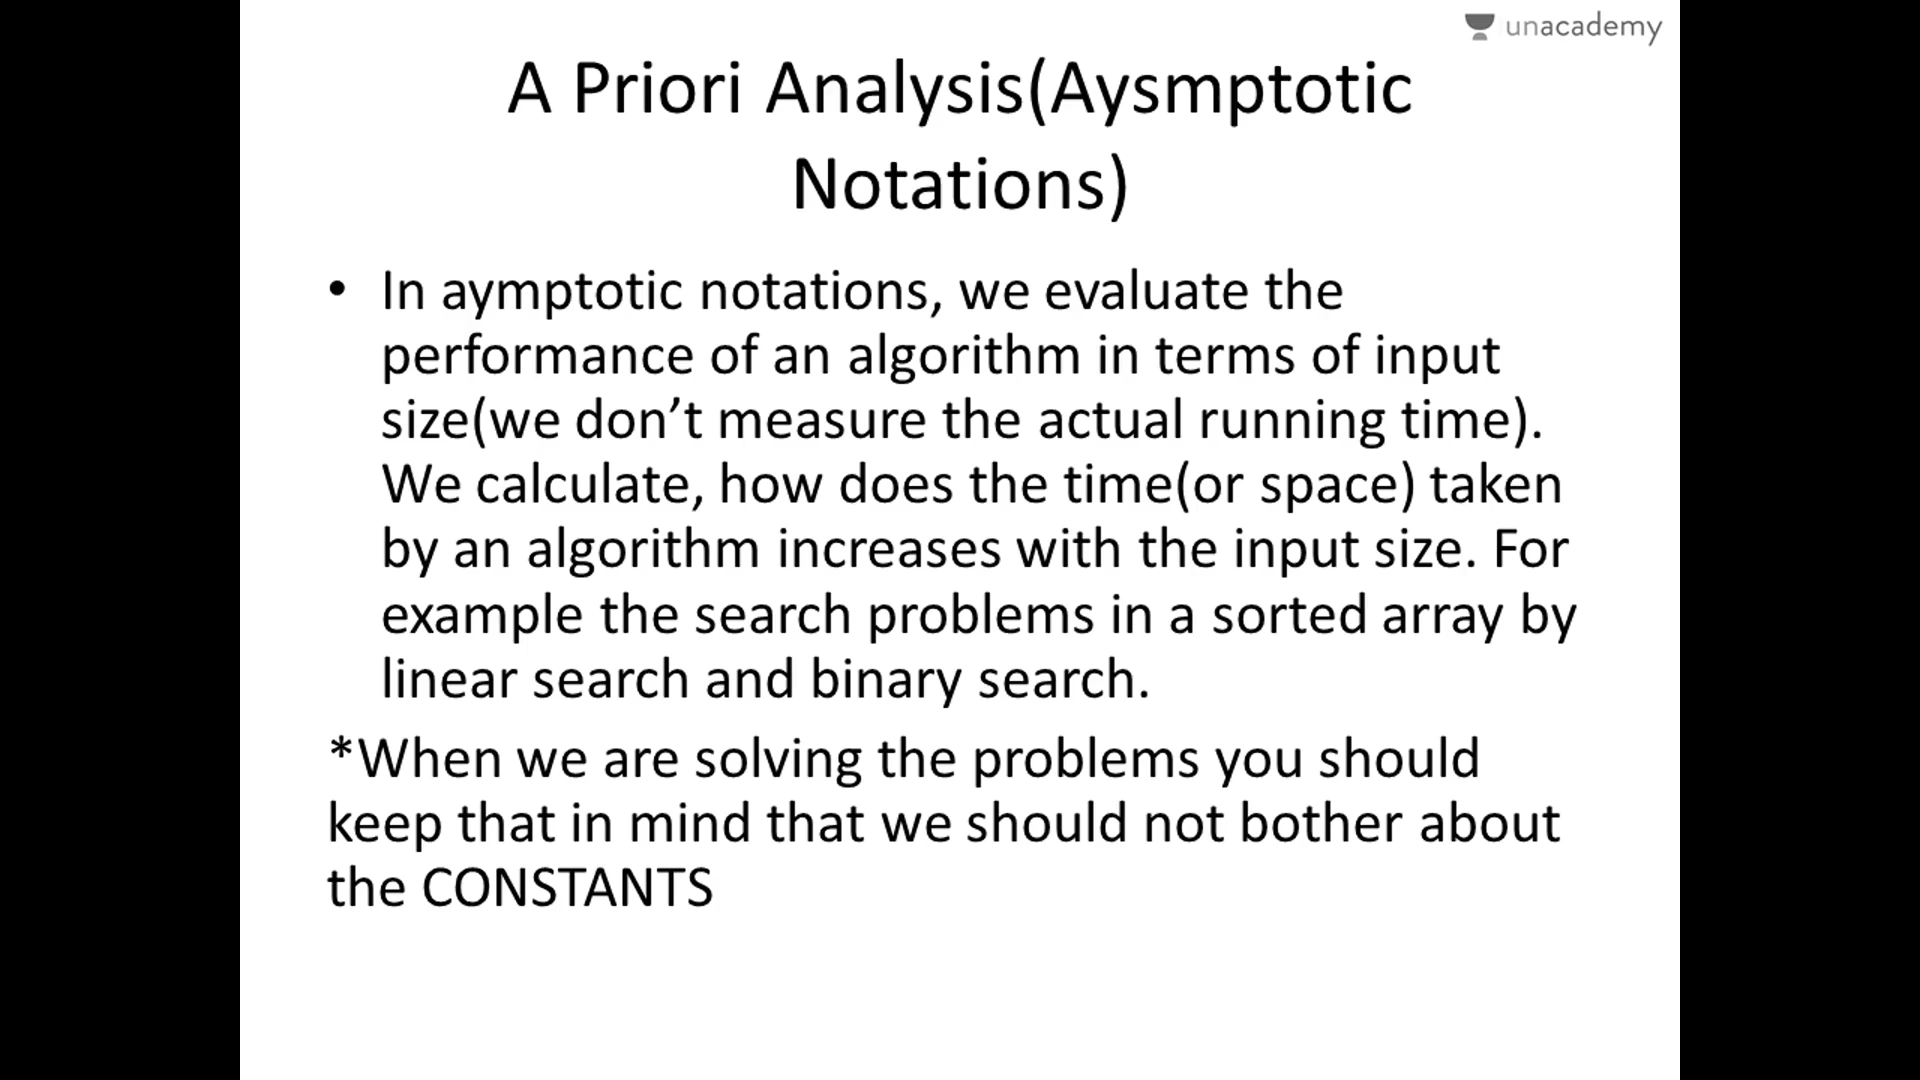 unacademy
A Priori Analysis(Aysmptotic
Notations)
• In aymptotic notations, we evaluate the
performance of an algorithm in terms of input
size(we don’t measure the actual running time).
We calculate, how does the time(or space) taken
by an algorithm increases with the input size. For
example the search problems in a sorted array by
linear search and binary search.
*When we are solving the problems you should
keep that in mind that we should not bother about
the CONSTANTS